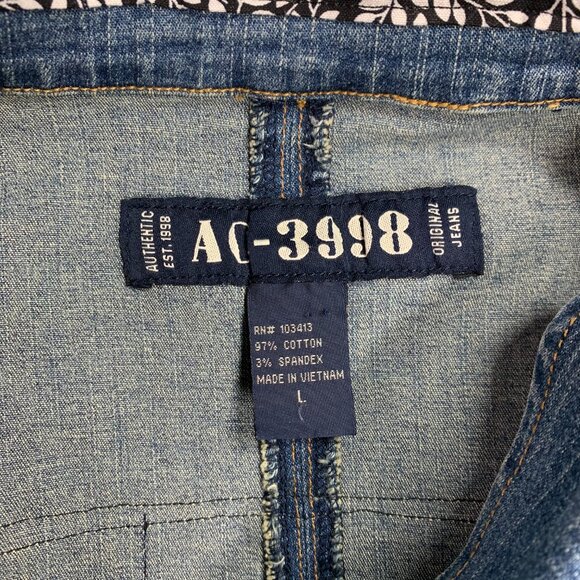 AUTHENTIC
EST. 1998
AC-3998
ORIGINAL
JEANS
RN# 103413
97% COTTON
3% SPANDEX
MADE IN VIETNAM
L